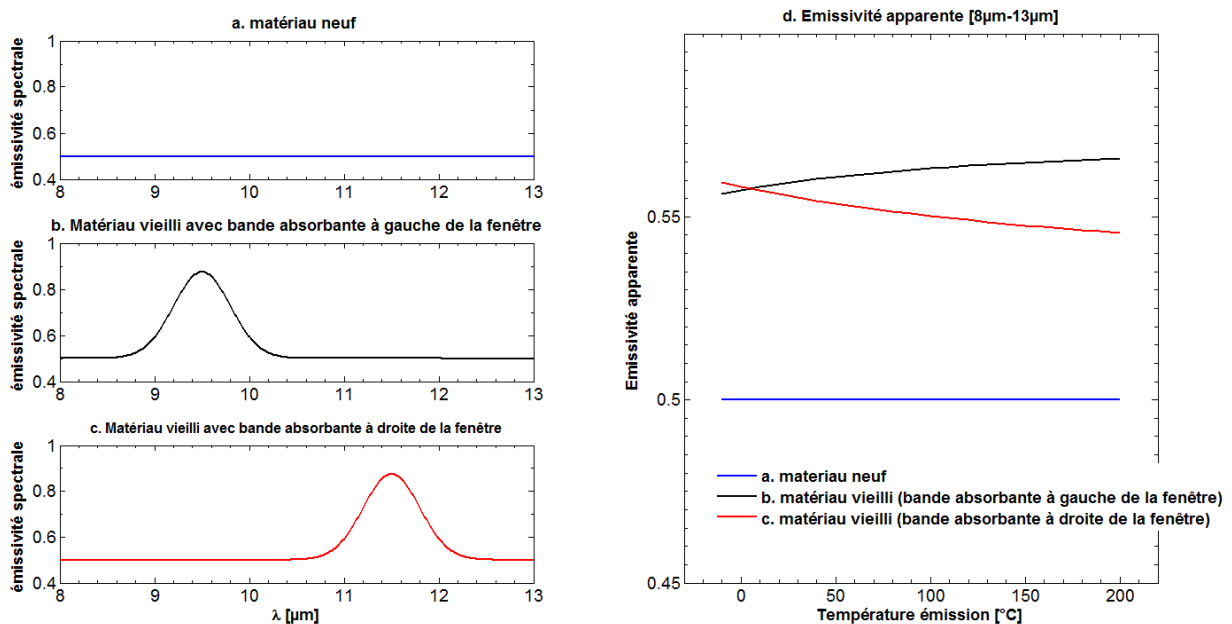 a. matériau neuf
émissivité spectrale
1
0.8
0.6
0.4
8 9 10 11 12 13
b. Matériau vieilli avec bande absorbante à gauche de la fenêtre
émissivité spectrale
1
0.8
0.6
0.4
8 9 10 11 12 13
c. Matériau vieilli avec bande absorbante à droite de la fenêtre
émissivité spectrale
1
0.8
0.6
0.4
8 9 10 11 12 13
λ [µm]
d. Emissivité apparente [8µm-13µm]
Emissivité apparente
0.55
0.5
0.45
a. materiau neuf
b. matériau vieilli (bande absorbante à gauche de la fenêtre)
c. matériau vieilli (bande absorbante à droite de la fenêtre)
0 50 100 150 200
Température émission [°C]